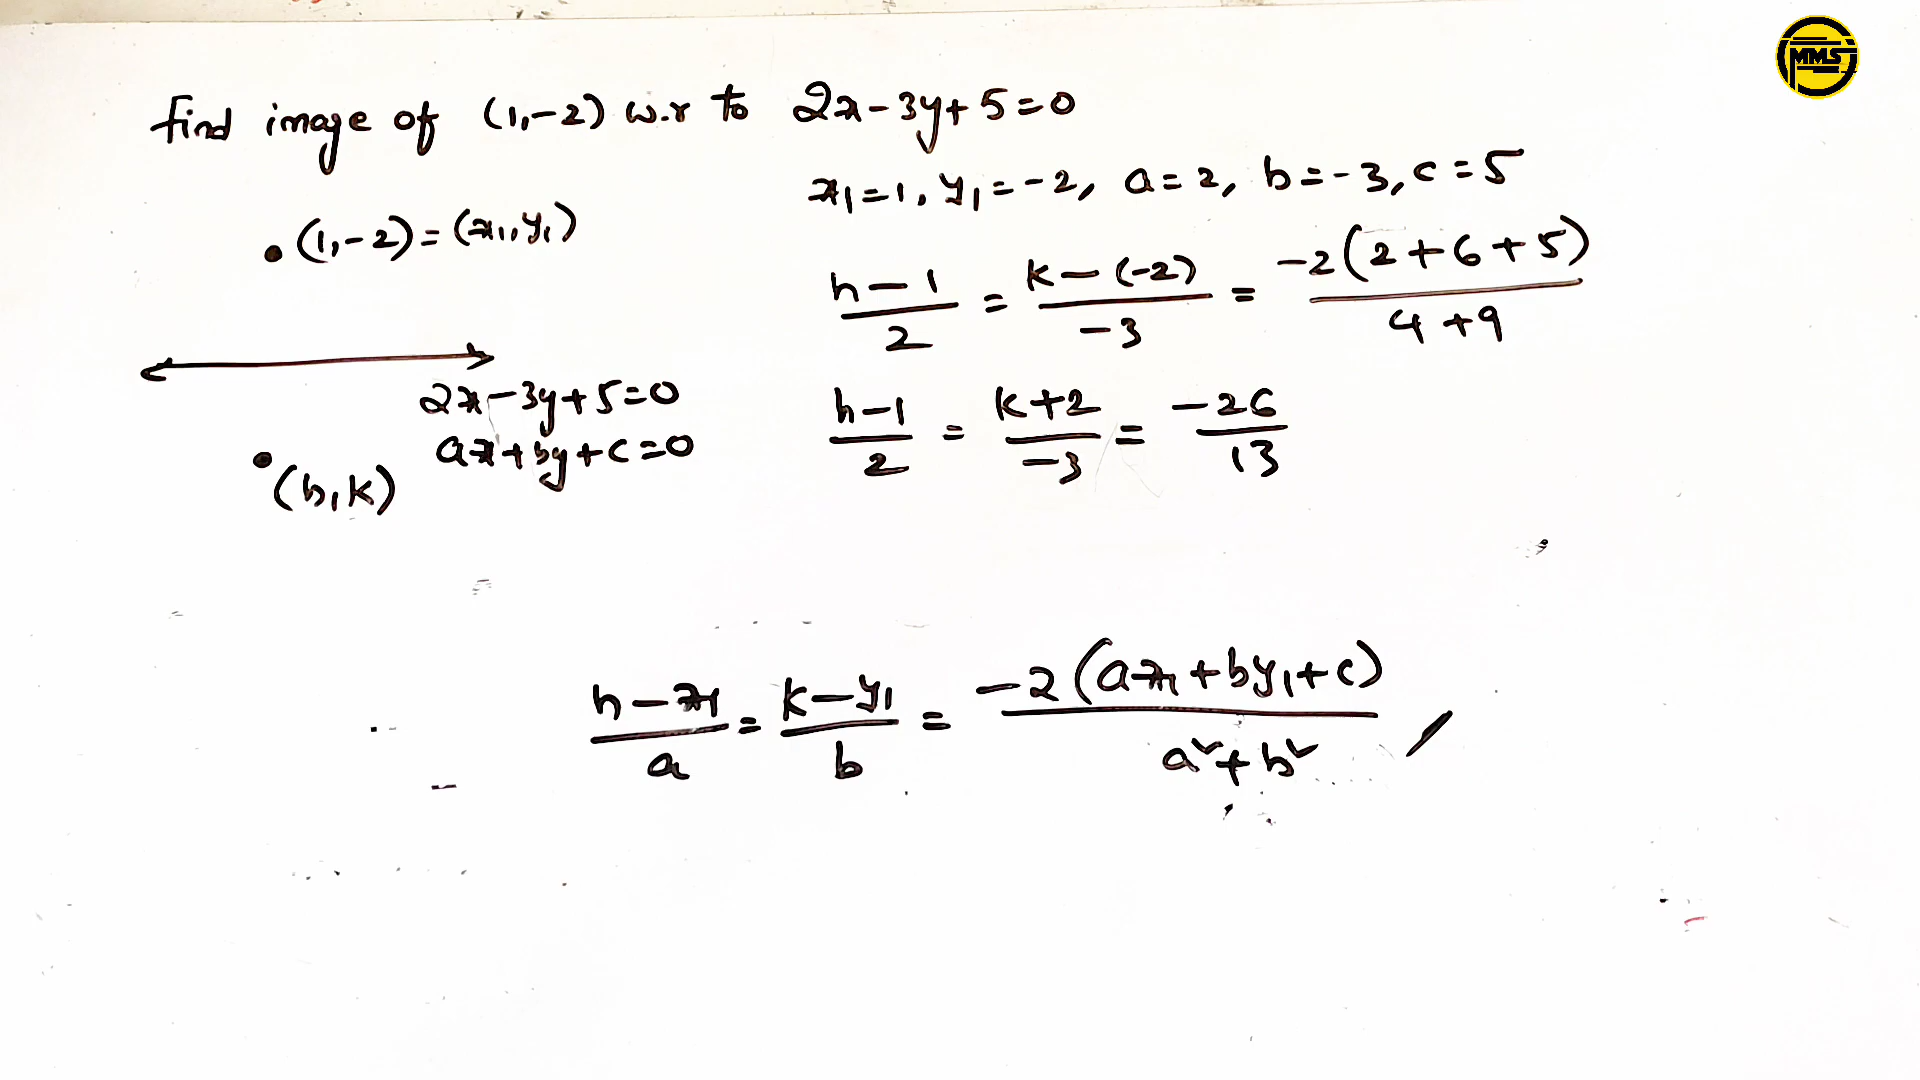 find image of (1,-2) w.r to 2x-3y+5=0
x₁=1, y₁=-2, a=2, b=-3, c=5
(1,-2)=(x₁,y₁)
(h-1)/2 = (k-(-2))/-3 = -2(2+6+5)/(4+9)
2x-3y+5=0
ax+by+c=0
(h,k)
(h-1)/2 = (k+2)/-3 = -26/13
(h-x₁)/a = (k-y₁)/b = -2(ax₁+by₁+c)/(a²+b²)
MMS